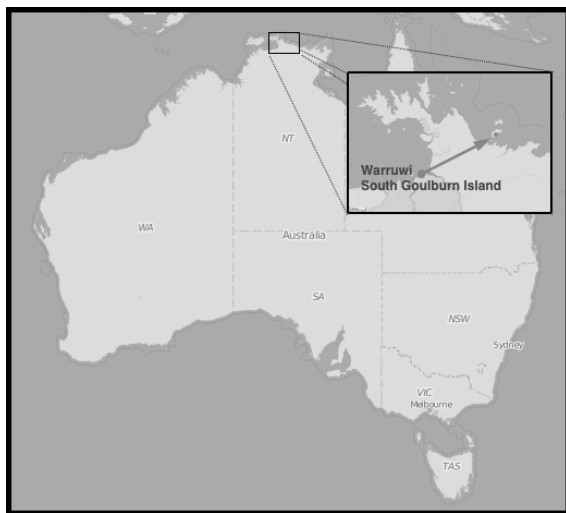 NT
Warruwi
South Goulburn Island
WA
Australia
SA
NSW
Sydney
VIC
Melbourne
TAS